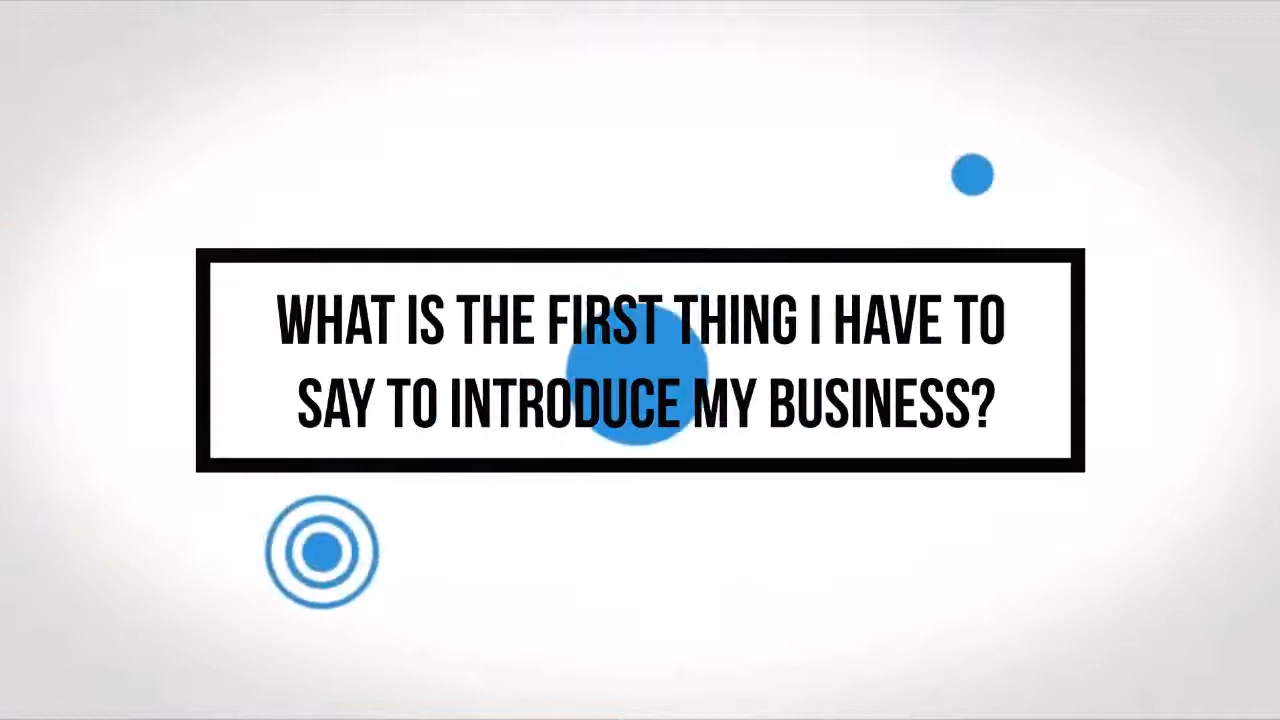 WHAT IS THE FIRST THING I HAVE TO
SAY TO INTRODUCE MY BUSINESS?